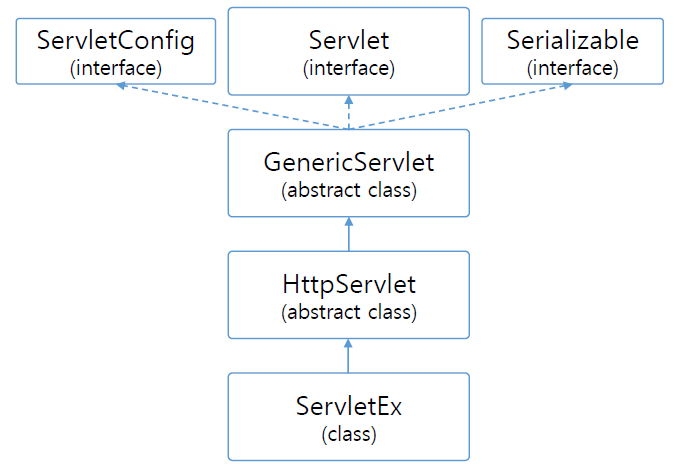 ServletConfig
(interface)
Servlet
(interface)
Serializable
(interface)
GenericServlet
(abstract class)
HttpServlet
(abstract class)
ServletEx
(class)